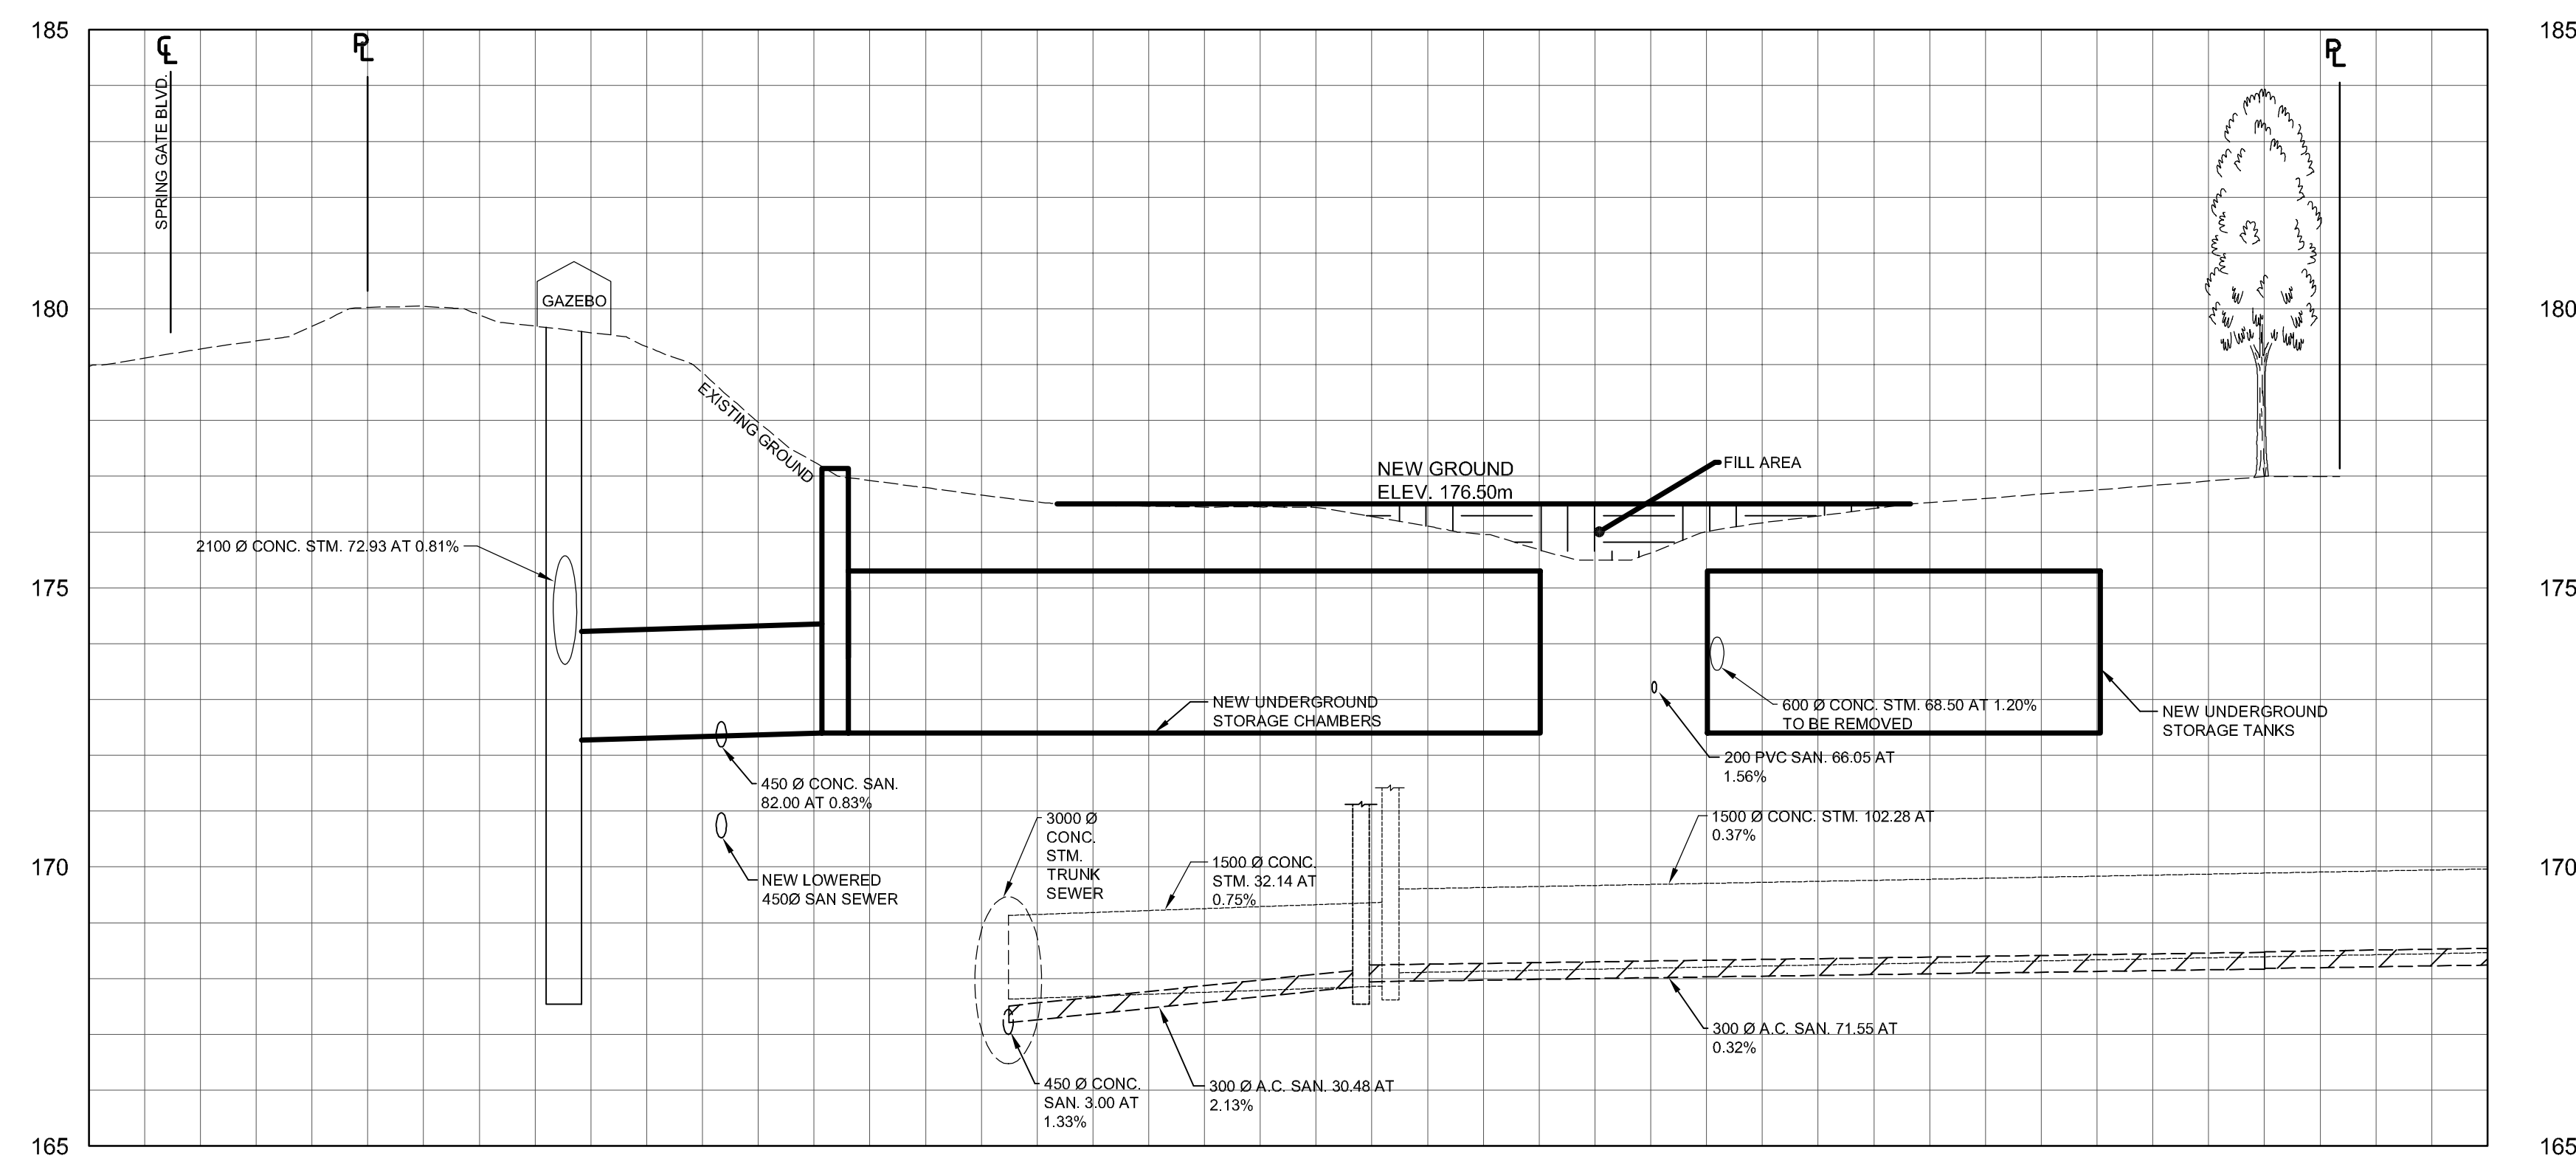 185
185
CL
PL
PL
SPRING GATE BLVD.
180
180
GAZEBO
EXISTING GROUND
NEW GROUND
ELEV. 176.50m
FILL AREA
2100 Ø CONC. STM. 72.93 AT 0.81%
175
175
NEW UNDERGROUND
STORAGE CHAMBERS
600 Ø CONC. STM. 68.50 AT 1.20%
TO BE REMOVED
NEW UNDERGROUND
STORAGE TANKS
200 PVC SAN. 66.05 AT
1.56%
450 Ø CONC. SAN.
82.00 AT 0.83%
3000 Ø
CONC.
STM.
TRUNK
SEWER
1500 Ø CONC. STM. 102.28 AT
0.37%
1500 Ø CONC.
STM. 32.14 AT
0.75%
170
170
NEW LOWERED
450Ø SAN SEWER
300 Ø A.C. SAN. 71.55 AT
0.32%
450 Ø CONC.
SAN. 3.00 AT
1.33%
300 Ø A.C. SAN. 30.48 AT
2.13%
165
165